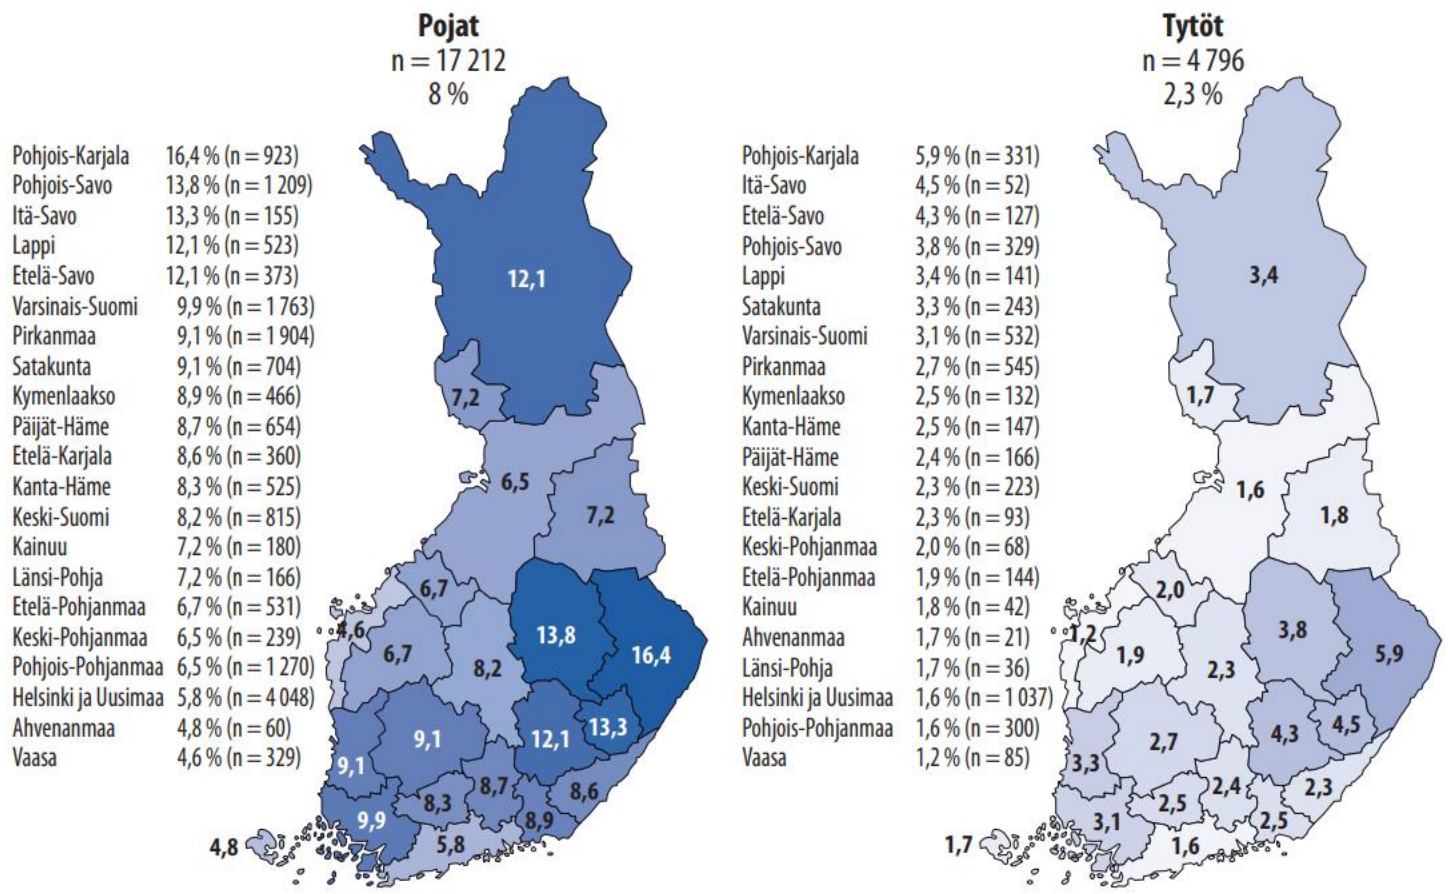 Pojat
n = 17 212
8 %
Pohjois-Karjala 16,4 % (n = 923)
Pohjois-Savo 13,8 % (n = 1 209)
Itä-Savo 13,3 % (n = 155)
Lappi 12,1 % (n = 523)
Etelä-Savo 12,1 % (n = 373)
Varsinais-Suomi 9,9 % (n = 1 763)
Pirkanmaa 9,1 % (n = 1 904)
Satakunta 9,1 % (n = 704)
Kymenlaakso 8,9 % (n = 466)
Päijät-Häme 8,7 % (n = 654)
Etelä-Karjala 8,6 % (n = 360)
Kanta-Häme 8,3 % (n = 525)
Keski-Suomi 8,2 % (n = 815)
Kainuu 7,2 % (n = 180)
Länsi-Pohja 7,2 % (n = 166)
Etelä-Pohjanmaa 6,7 % (n = 531)
Keski-Pohjanmaa 6,5 % (n = 239)
Pohjois-Pohjanmaa 6,5 % (n = 1 270)
Helsinki ja Uusimaa 5,8 % (n = 4 048)
Ahvenanmaa 4,8 % (n = 60)
Vaasa 4,6 % (n = 329)
12,1
7,2
6,5
7,2
6,7
4,6
13,8
6,7
8,2
16,4
9,1
12,1
13,3
9,1
8,7
8,6
8,3
9,9
8,9
4,8
5,8
Tytöt
n = 4 796
2,3 %
Pohjois-Karjala 5,9 % (n = 331)
Itä-Savo 4,5 % (n = 52)
Etelä-Savo 4,3 % (n = 127)
Pohjois-Savo 3,8 % (n = 329)
Lappi 3,4 % (n = 141)
Satakunta 3,3 % (n = 243)
Varsinais-Suomi 3,1 % (n = 532)
Pirkanmaa 2,7 % (n = 545)
Kymenlaakso 2,5 % (n = 132)
Kanta-Häme 2,5 % (n = 147)
Päijät-Häme 2,4 % (n = 166)
Keski-Suomi 2,3 % (n = 223)
Etelä-Karjala 2,3 % (n = 93)
Keski-Pohjanmaa 2,0 % (n = 68)
Etelä-Pohjanmaa 1,9 % (n = 144)
Kainuu 1,8 % (n = 42)
Ahvenanmaa 1,7 % (n = 21)
Länsi-Pohja 1,7 % (n = 36)
Helsinki ja Uusimaa 1,6 % (n = 1 037)
Pohjois-Pohjanmaa 1,6 % (n = 300)
Vaasa 1,2 % (n = 85)
3,4
1,7
1,6
1,8
2,0
1,2
3,8
1,9
2,3
5,9
2,7
4,3
4,5
3,3
2,4
2,3
2,5
3,1
2,5
1,7
1,6